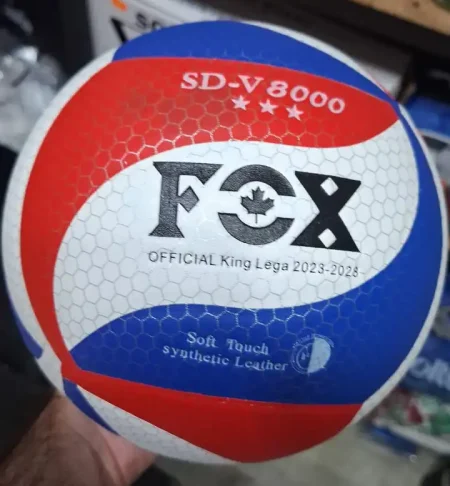 SD-V8000
FOX
OFFICIAL King Lega 2023-2028
Soft Touch
synthetic Leather